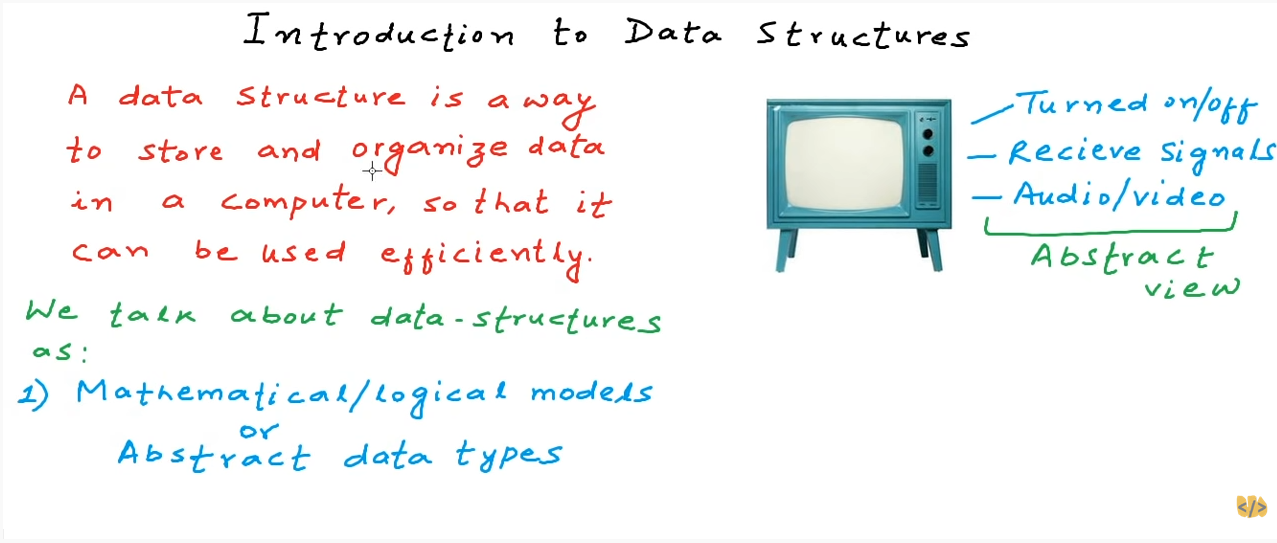 Introduction to Data Structures
A data structure is a way
to store and organize data
in a computer, so that it
can be used efficiently.
We talk about data-structures
as:
1) Mathematical/logical models
or
Abstract data types
Turned on/off
Recieve signals
Audio/video
Abstract
view